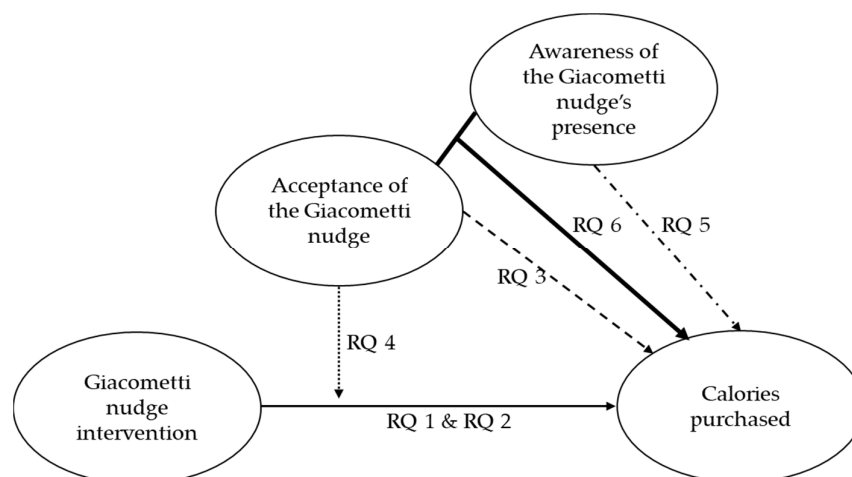 Awareness of
the Giacometti
nudge's
presence
Acceptance of
the Giacometti
nudge
RQ 6
RQ 5
RQ 3
RQ 4
Giacometti
nudge
intervention
RQ 1 & RQ 2
Calories
purchased